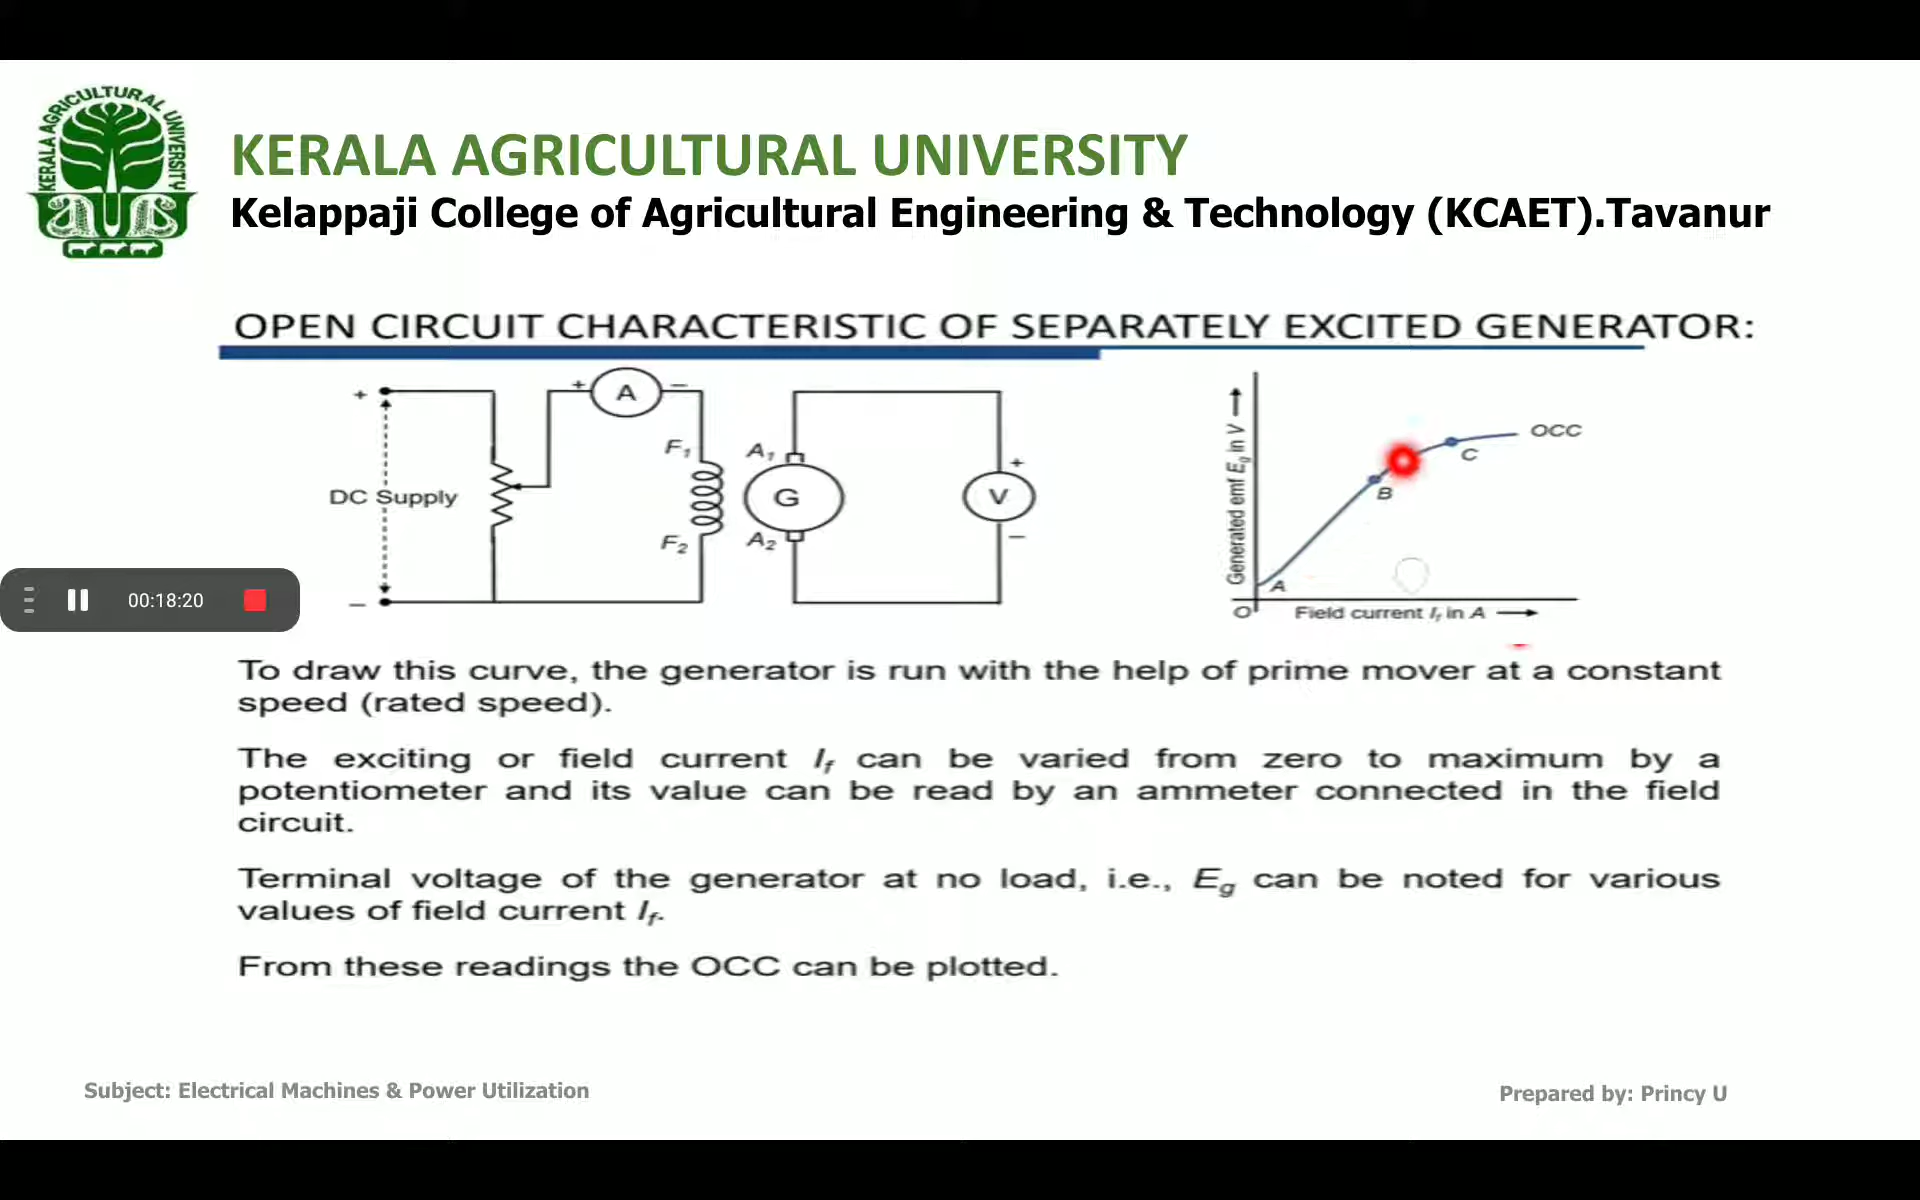 KERALA AGRICULTURAL UNIVERSITY
KERALA AGRICULTURAL UNIVERSITY
Kelappaji College of Agricultural Engineering & Technology (KCAET).Tavanur
OPEN CIRCUIT CHARACTERISTIC OF SEPARATELY EXCITED GENERATOR:
+ A −
+
F1
A1
+
DC Supply
G
V
F2
A2
−
−
Generated emf Eg in V
OCC
C
B
A
O
Field current If in A
00:18:20
To draw this curve, the generator is run with the help of prime mover at a constant
speed (rated speed).
The exciting or field current If can be varied from zero to maximum by a
potentiometer and its value can be read by an ammeter connected in the field
circuit.
Terminal voltage of the generator at no load, i.e., Eg can be noted for various
values of field current If.
From these readings the OCC can be plotted.
Subject: Electrical Machines & Power Utilization
Prepared by: Princy U